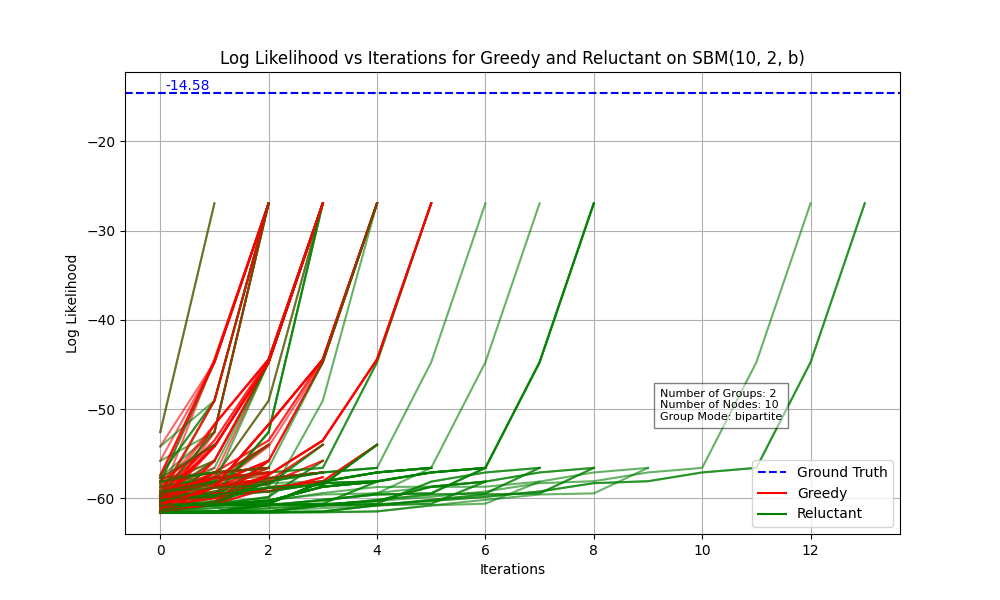 Log Likelihood vs Iterations for Greedy and Reluctant on SBM(10, 2, b)
-14.58
−20
−30
−40
−50
−60
Log Likelihood
Number of Groups: 2
Number of Nodes: 10
Group Mode: bipartite
Ground Truth
Greedy
Reluctant
0 2 4 6 8 10 12
Iterations